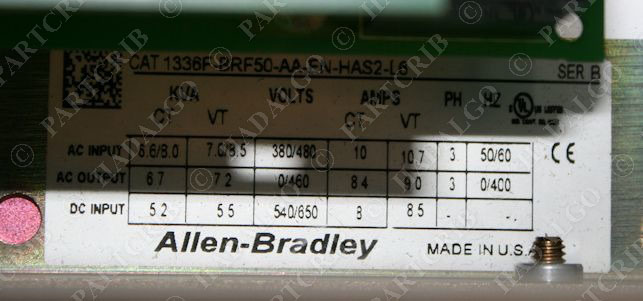 CAT 1336F-BRF50-AA-EN-HAS2-L6 SER B
KVA VOLTS AMPS PH HZ
CT VT CT VT
AC INPUT 6.6/8.0 7.0/8.5 380/480 10 10.7 3 50/60 CE
AC OUTPUT 6.7 7.2 0/460 8.4 9.0 3 0/400
DC INPUT 5.2 5.5 540/650 8 8.5 - -
Allen-Bradley MADE IN U.S.A
© PARTCRIB
© HADALGO